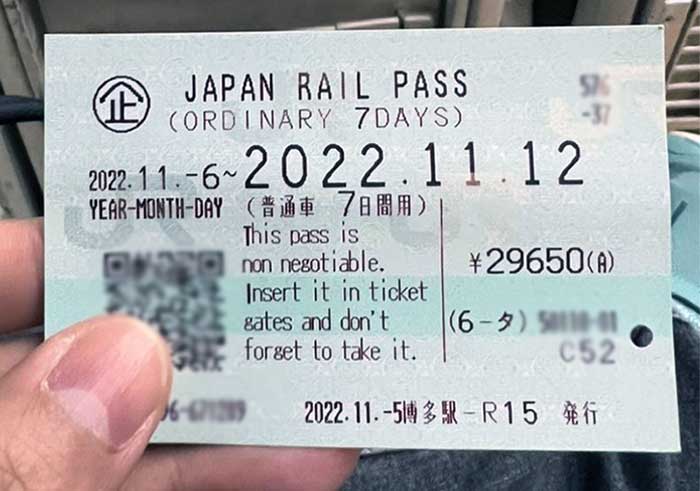 企 JAPAN RAIL PASS
(ORDINARY 7DAYS)
2022.11.-6~2022.11.12
YEAR-MONTH-DAY (普通車 7日間用)
This pass is
non negotiable.
¥29650(A)
Insert it in ticket
gates and don't
(6-タ)
forget to take it.
C52
2022.11.-5博多駅-R15 発行